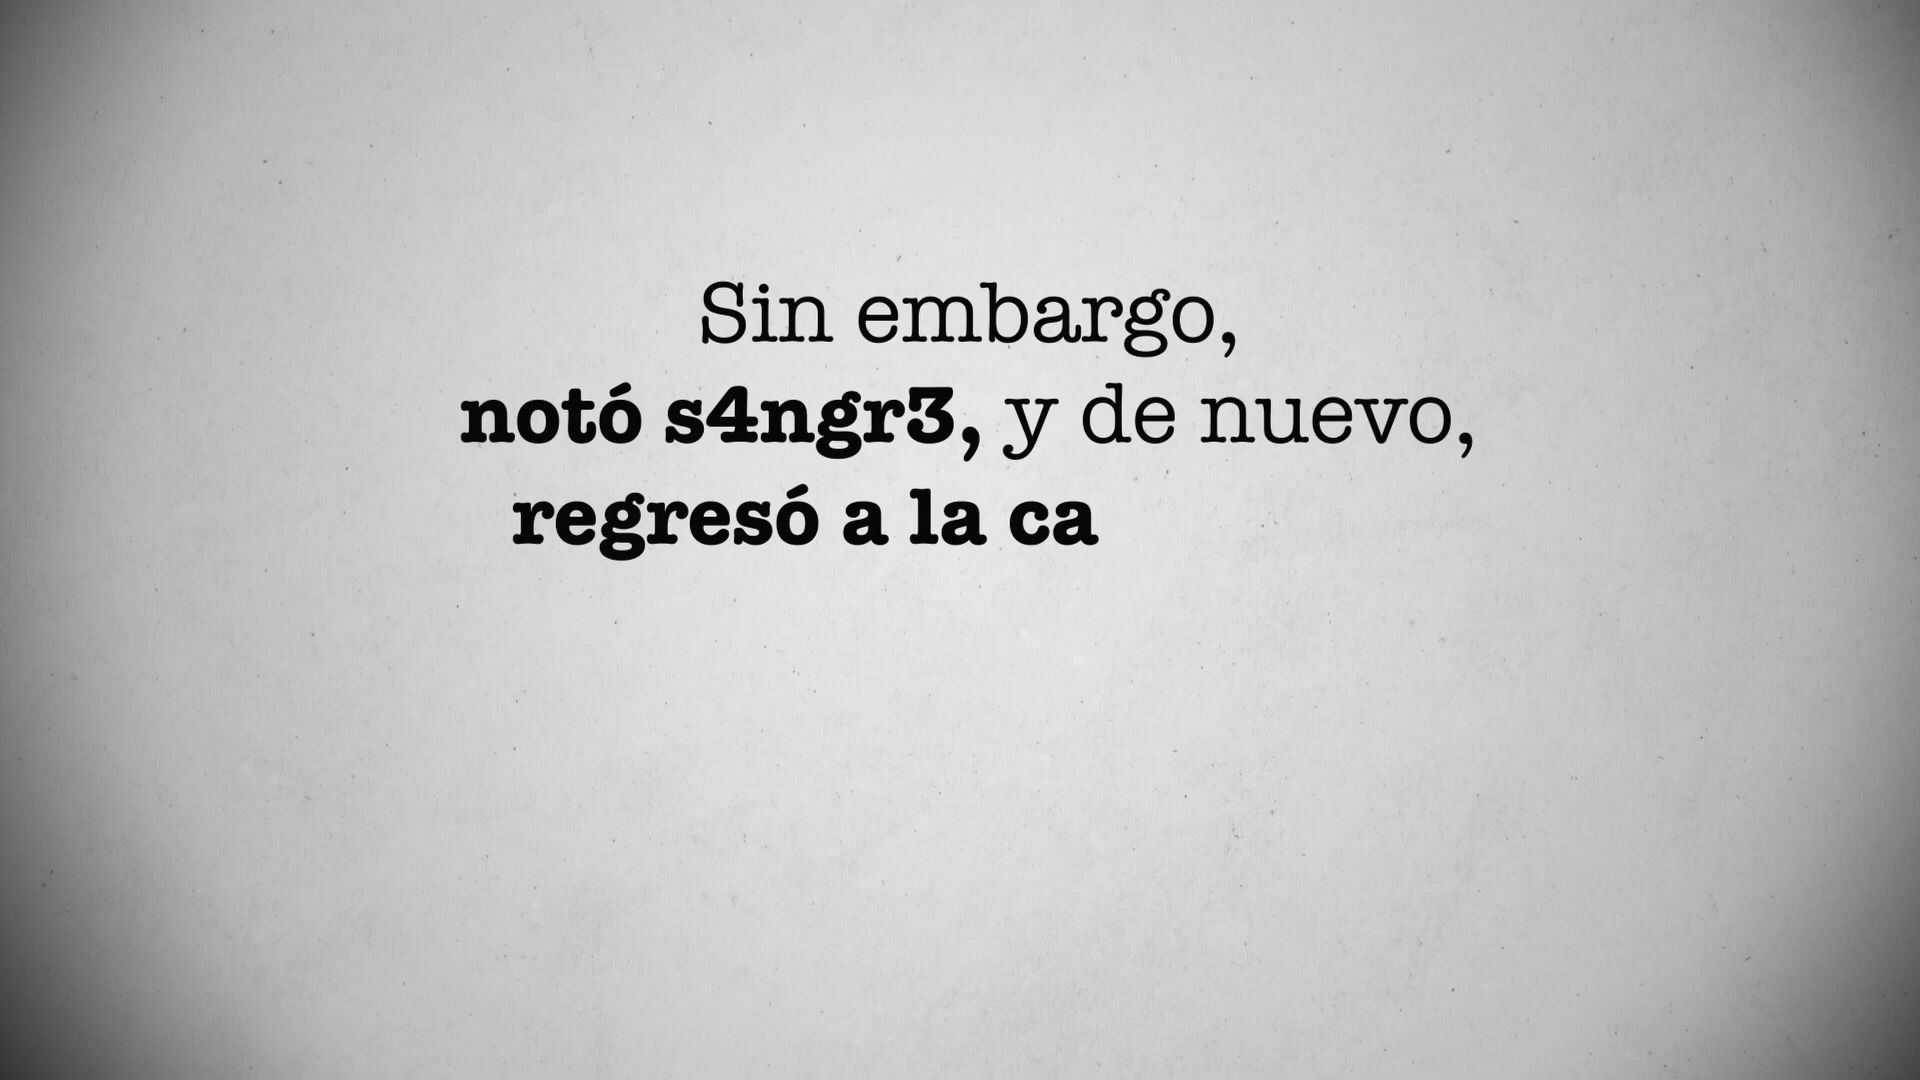 Sin embargo,
notó s4ngr3, y de nuevo,
regresó a la ca